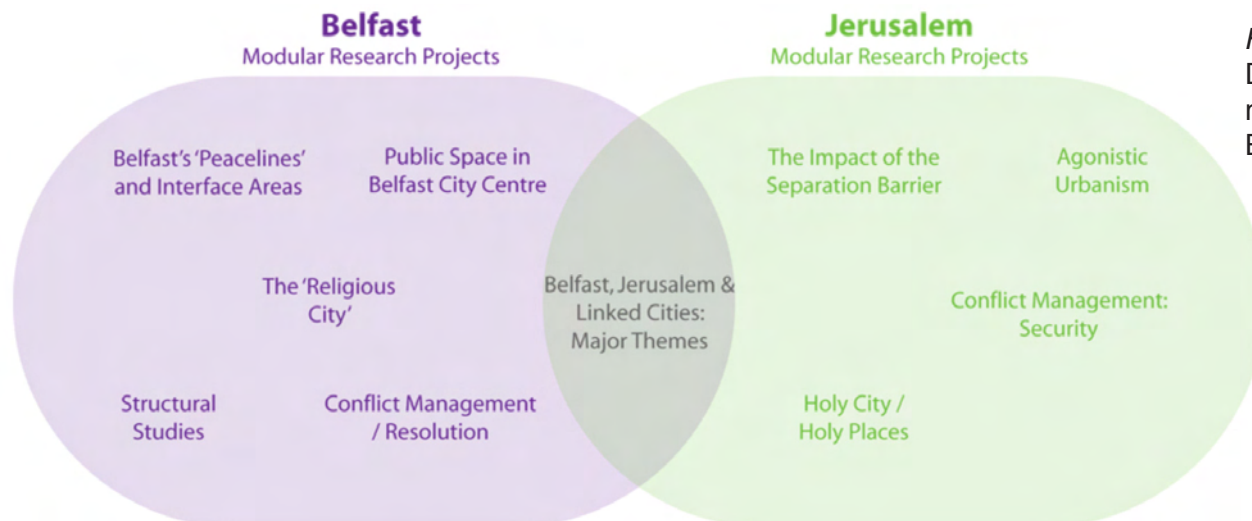 Belfast
Modular Research Projects
Belfast's 'Peacelines'
and Interface Areas
Public Space in
Belfast City Centre
The 'Religious
City'
Structural
Studies
Conflict Management
/ Resolution
Belfast, Jerusalem &
Linked Cities:
Major Themes
Jerusalem
Modular Research Projects
The Impact of the
Separation Barrier
Agonistic
Urbanism
Conflict Management:
Security
Holy City /
Holy Places